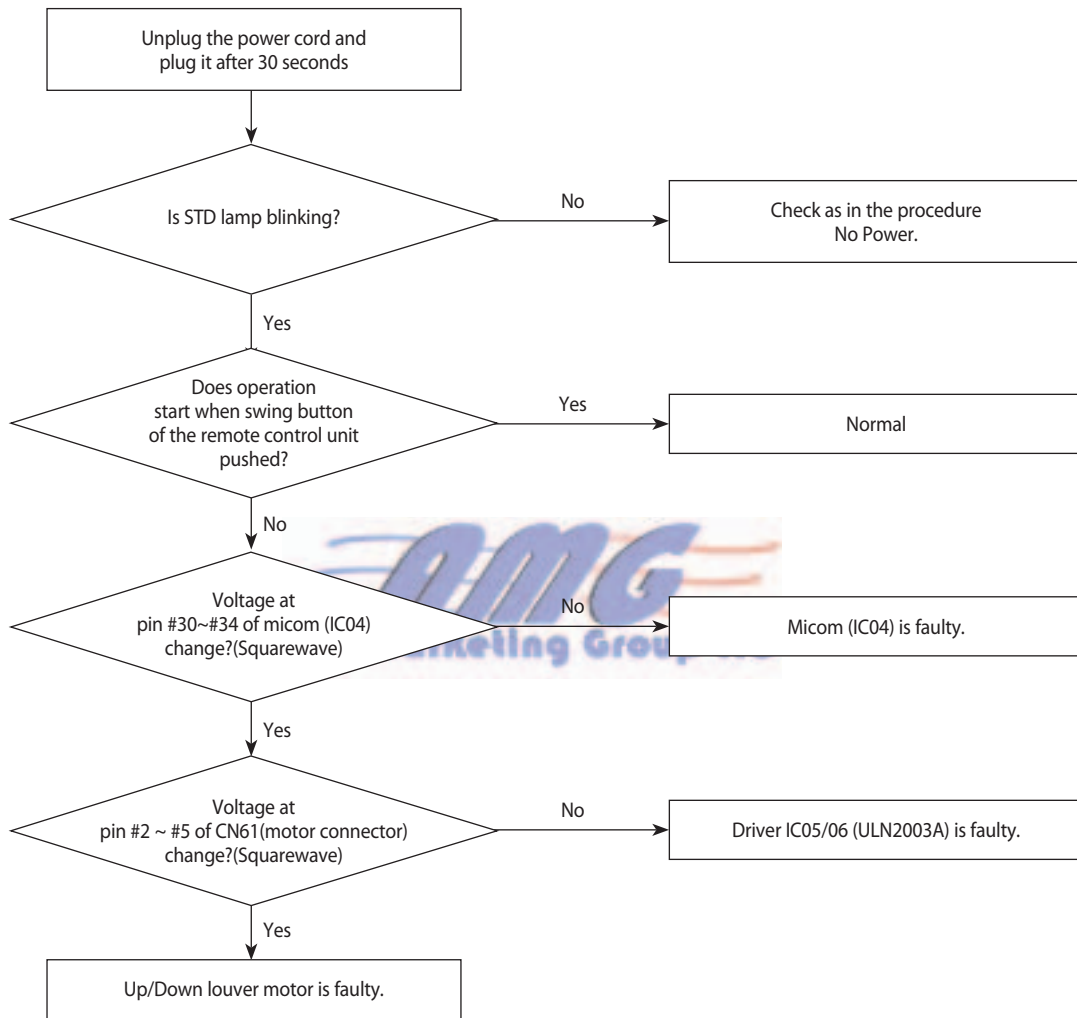 Unplug the power cord and
plug it after 30 seconds
Is STD lamp blinking?
No
Check as in the procedure
No Power.
Yes
Does operation
start when swing button
of the remote control unit
pushed?
Yes
Normal
No
AMG
Voltage at
pin #30~#34 of micom (IC04)
change?(Squarewave)
No
Micom (IC04) is faulty.
Group
Yes
Voltage at
pin #2 ~ #5 of CN61(motor connector)
change?(Squarewave)
No
Driver IC05/06 (ULN2003A) is faulty.
Yes
Up/Down louver motor is faulty.